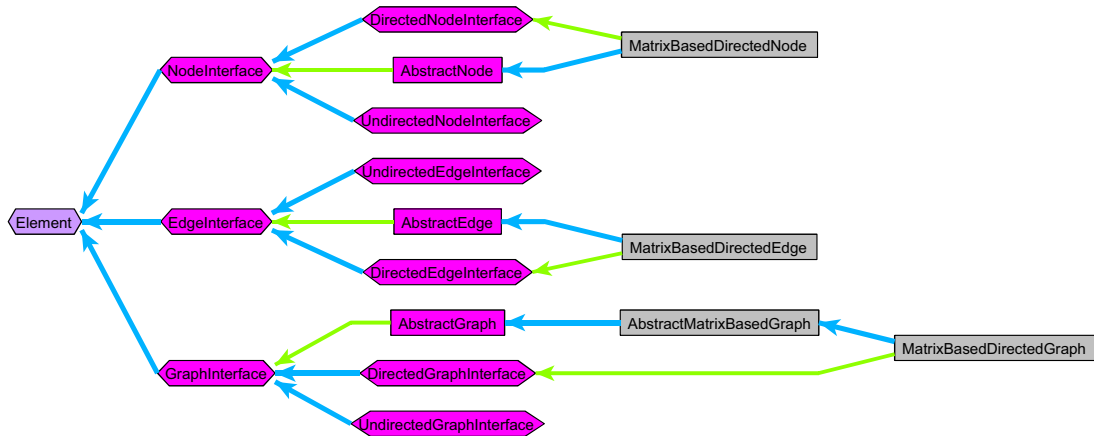 DirectedNodeInterface
MatrixBasedDirectedNode
NodeInterface
AbstractNode
UndirectedNodeInterface
UndirectedEdgeInterface
Element
EdgeInterface
AbstractEdge
MatrixBasedDirectedEdge
DirectedEdgeInterface
AbstractGraph
AbstractMatrixBasedGraph
MatrixBasedDirectedGraph
GraphInterface
DirectedGraphInterface
UndirectedGraphInterface